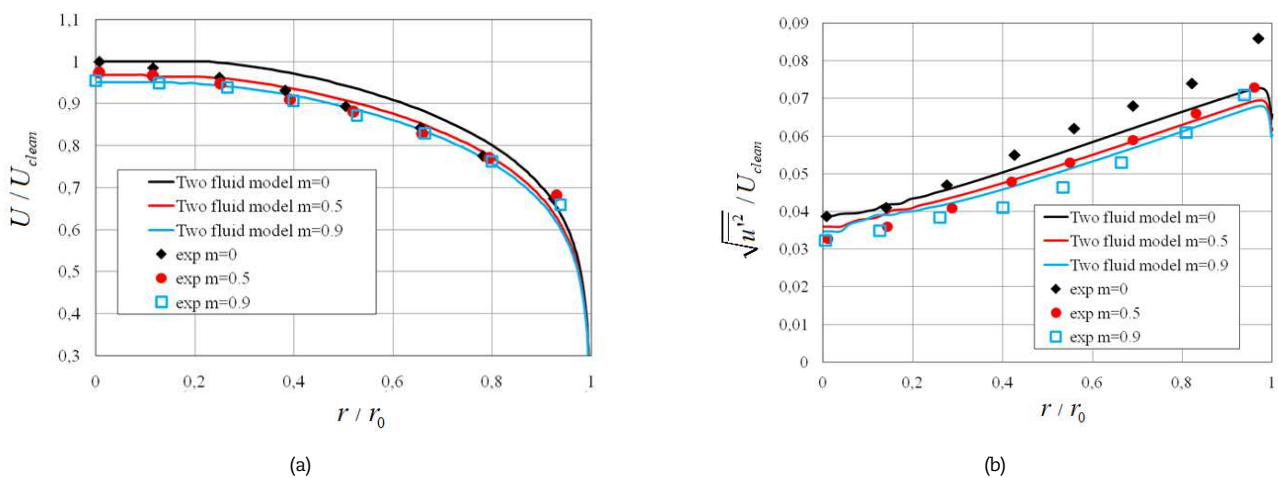 1,1
1
0,9
0,8
0,7
0,6
0,5
0,4
0,3
U / U_clean
Two fluid model m=0
Two fluid model m=0.5
Two fluid model m=0.9
exp m=0
exp m=0.5
exp m=0.9
0 0,2 0,4 0,6 0,8 1
r / r_0
(a)
0,09
0,08
0,07
0,06
0,05
0,04
0,03
0,02
0,01
0
√u'² / U_clean
Two fluid model m=0
Two fluid model m=0.5
Two fluid model m=0.9
exp m=0
exp m=0.5
exp m=0.9
0 0,2 0,4 0,6 0,8 1
r / r_0
(b)